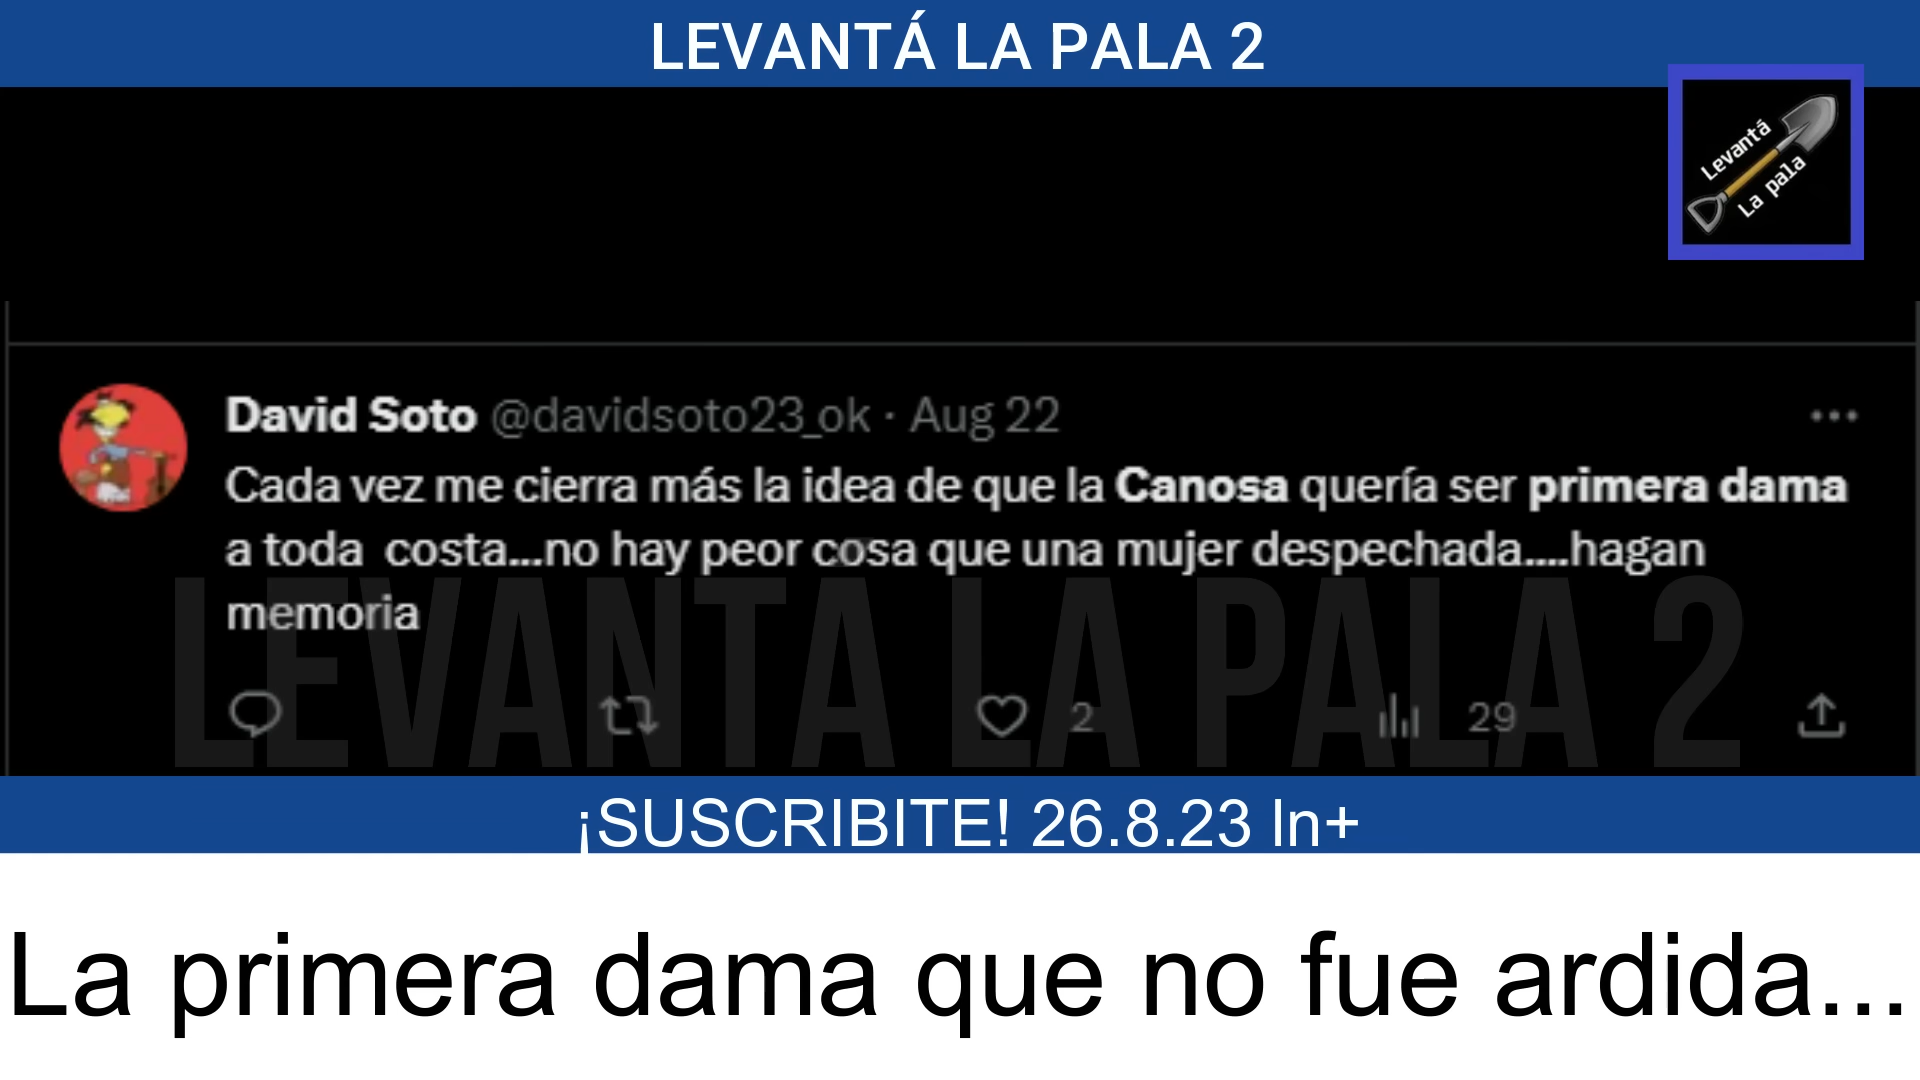 LEVANTÁ LA PALA 2
Levantá
La pala
David Soto @davidsoto23_ok · Aug 22
Cada vez me cierra más la idea de que la Canosa quería ser primera dama
a toda costa...no hay peor cosa que una mujer despechada....hagan
memoria
LEVANTA LA PALA 2
2
29
¡SUSCRIBITE! 26.8.23 ln+
La primera dama que no fue ardida...